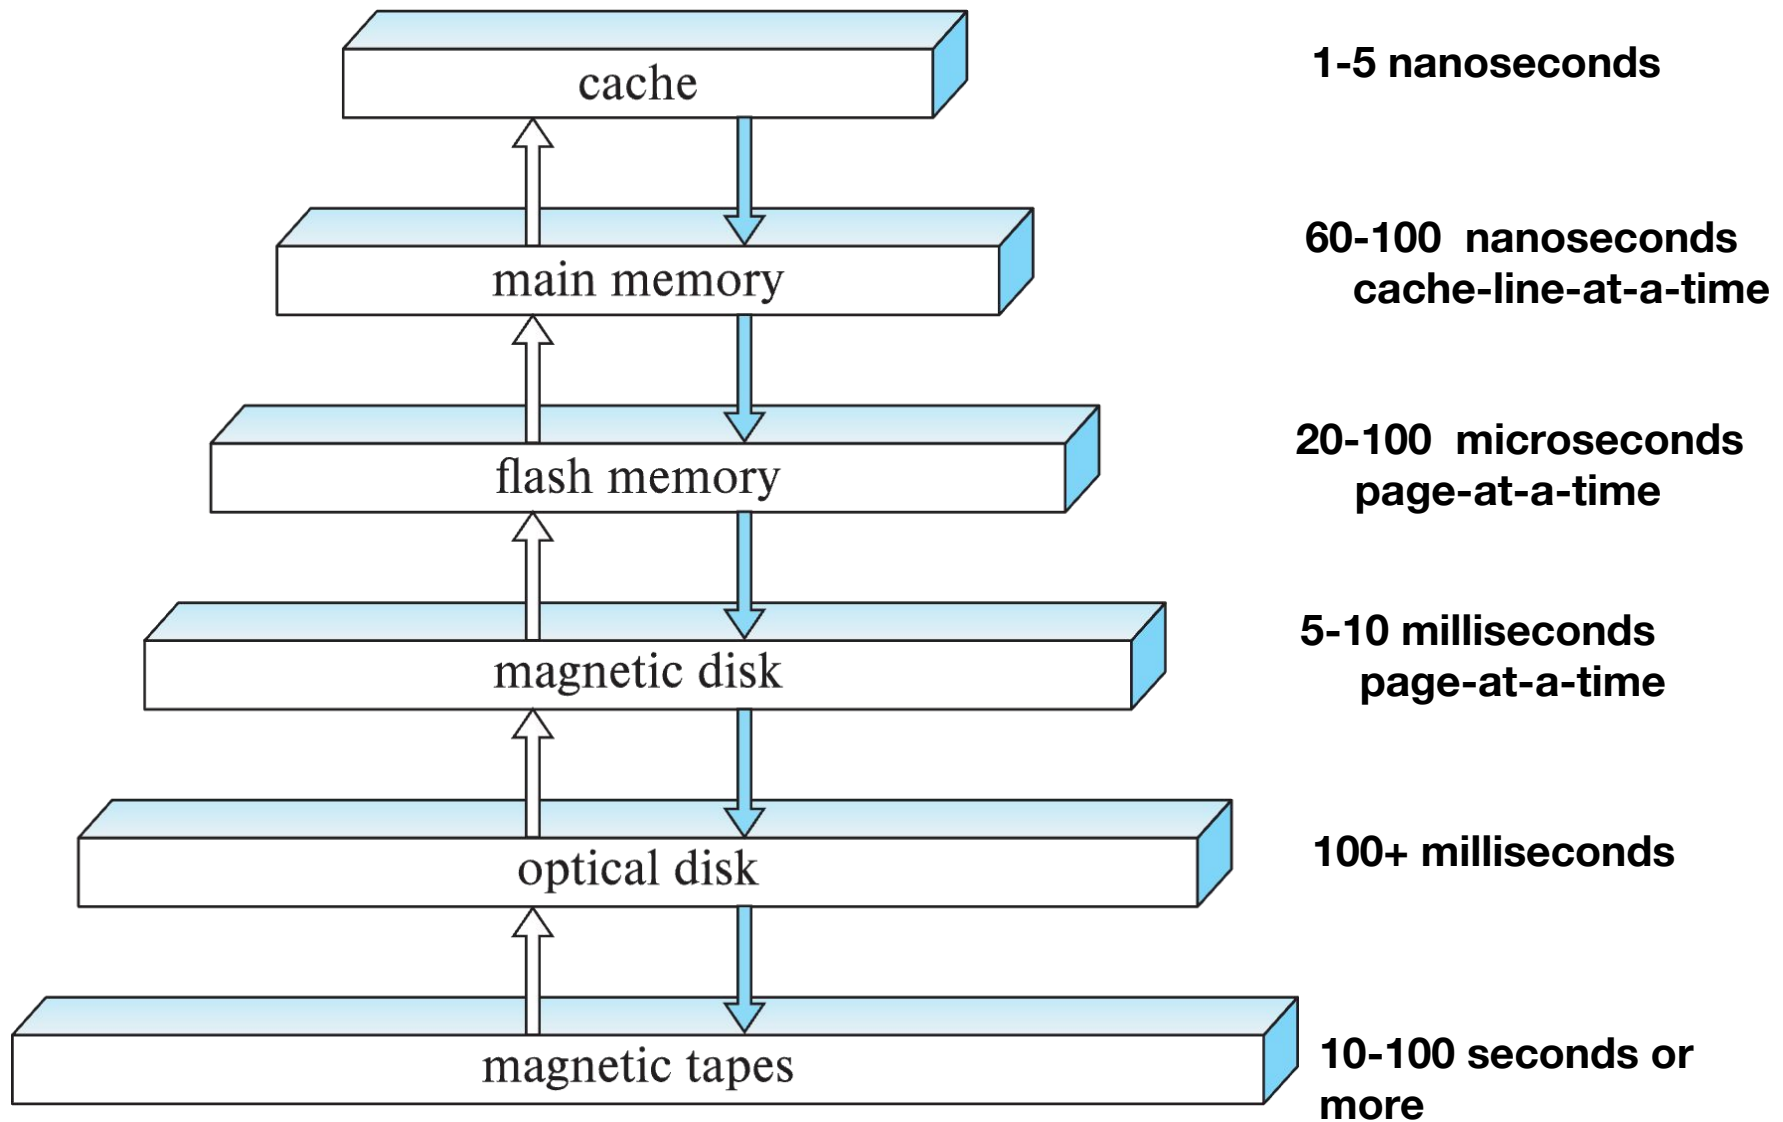 cache
1-5 nanoseconds
main memory
60-100  nanoseconds
cache-line-at-a-time
flash memory
20-100  microseconds
page-at-a-time
magnetic disk
5-10 milliseconds
page-at-a-time
optical disk
100+ milliseconds
magnetic tapes
10-100 seconds or
more